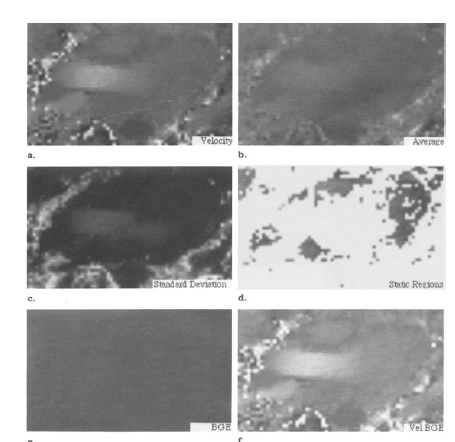 Velocity
Average
a.
b.
Standard Deviation
Static Regions
c.
d.
BGE
Vel BGE